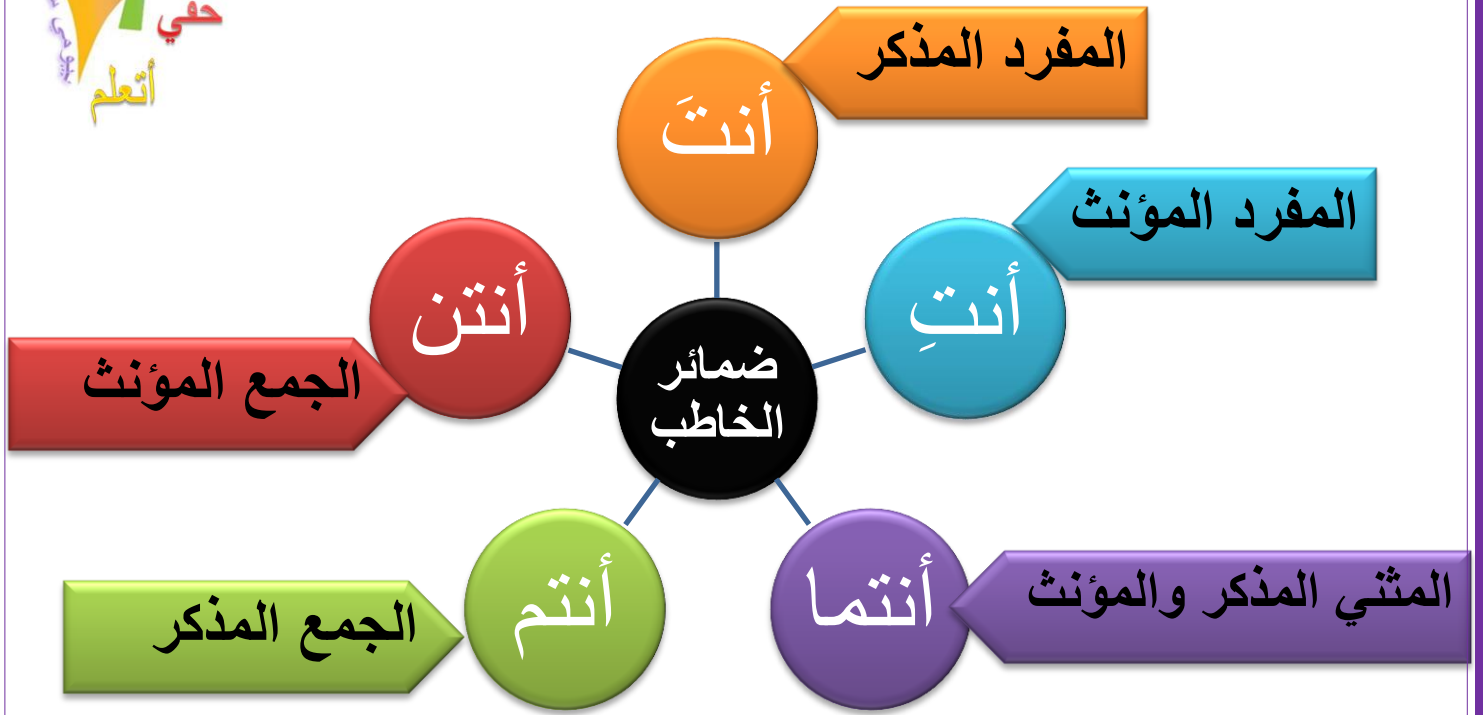 حقي
أتعلم
المفرد المذكر
أنتَ
المفرد المؤنث
أنتِ
أنتن
الجمع المؤنث
ضمائر
الخاطب
أنتما
المثني المذكر والمؤنث
أنتم
الجمع المذكر